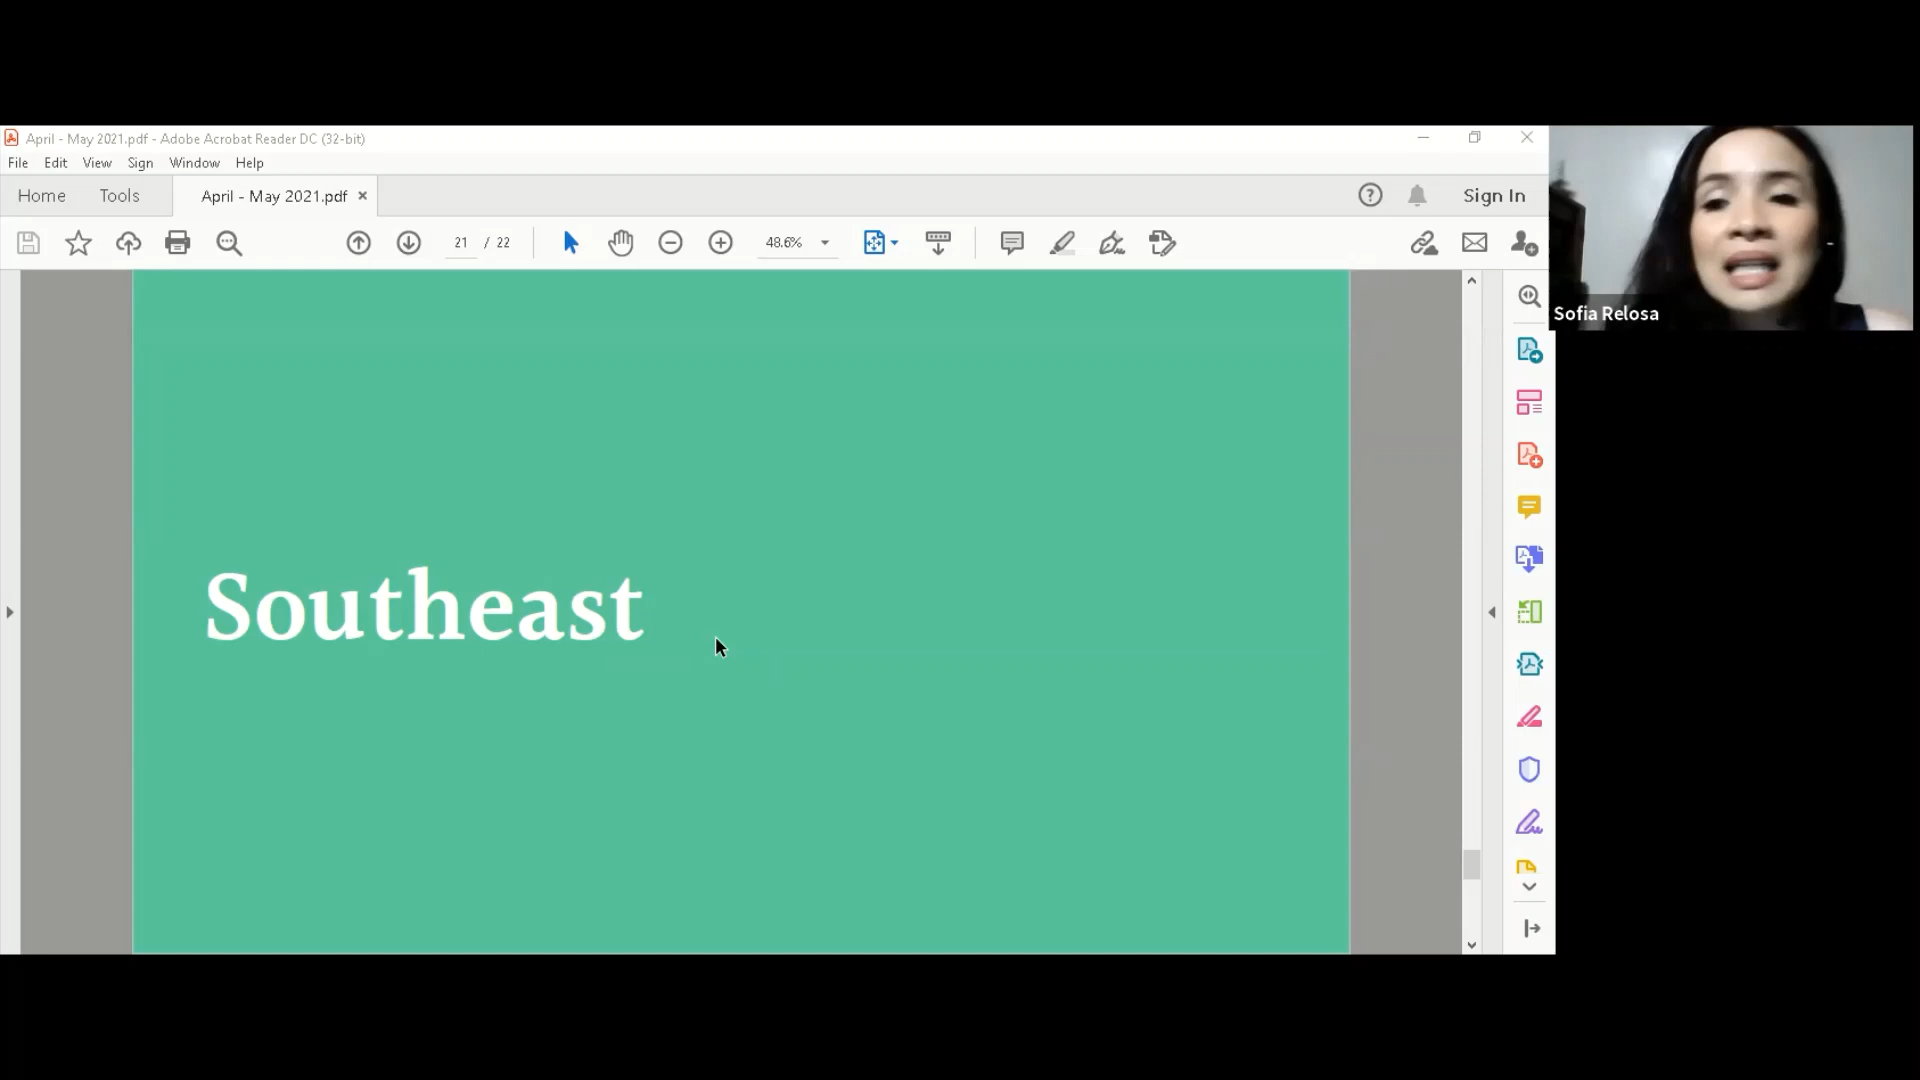 April - May 2021.pdf - Adobe Acrobat Reader DC (32-bit)
File Edit View Sign Window Help
Home Tools April - May 2021.pdf × Sign In
21 / 22 48.6%
Sofia Relosa
Southeast